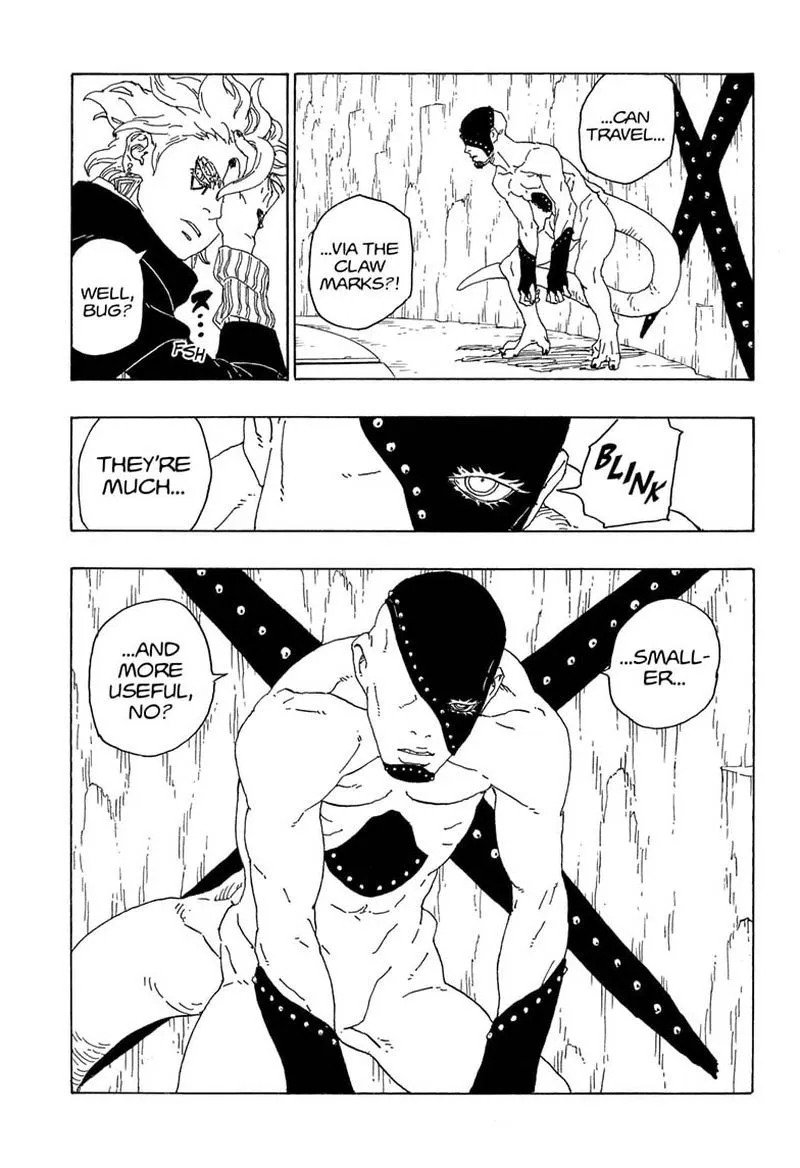 ...CAN
TRAVEL...
...VIA THE
CLAW
MARKS?!
WELL,
BUG?
ス...
FSH
BLINK
THEY'RE
MUCH...
...SMALL-
ER...
...AND
MORE
USEFUL,
NO?